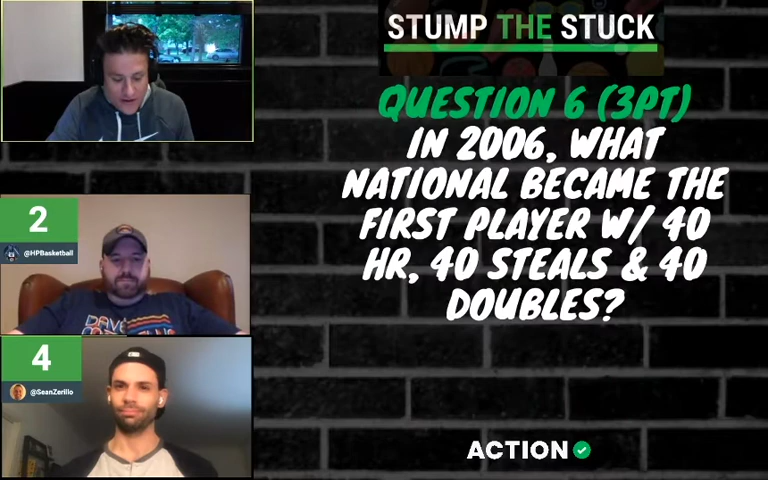 STUMP THE STUCK
QUESTION 6 (3PT)
IN 2006, WHAT
NATIONAL BECAME THE
FIRST PLAYER W/ 40
HR, 40 STEALS & 40
DOUBLES?
2
@HPBasketball
4
@SeanZerillo
ACTION